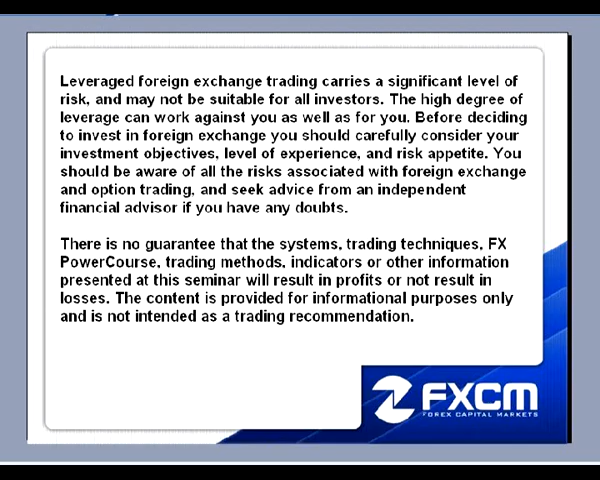 Leveraged foreign exchange trading carries a significant level of
risk, and may not be suitable for all investors. The high degree of
leverage can work against you as well as for you. Before deciding
to invest in foreign exchange you should carefully consider your
investment objectives, level of experience, and risk appetite. You
should be aware of all the risks associated with foreign exchange
and option trading, and seek advice from an independent
financial advisor if you have any doubts.
There is no guarantee that the systems, trading techniques, FX
PowerCourse, trading methods, indicators or other information
presented at this seminar will result in profits or not result in
losses. The content is provided for informational purposes only
and is not intended as a trading recommendation.
FXCM
FOREX CAPITAL MARKETS